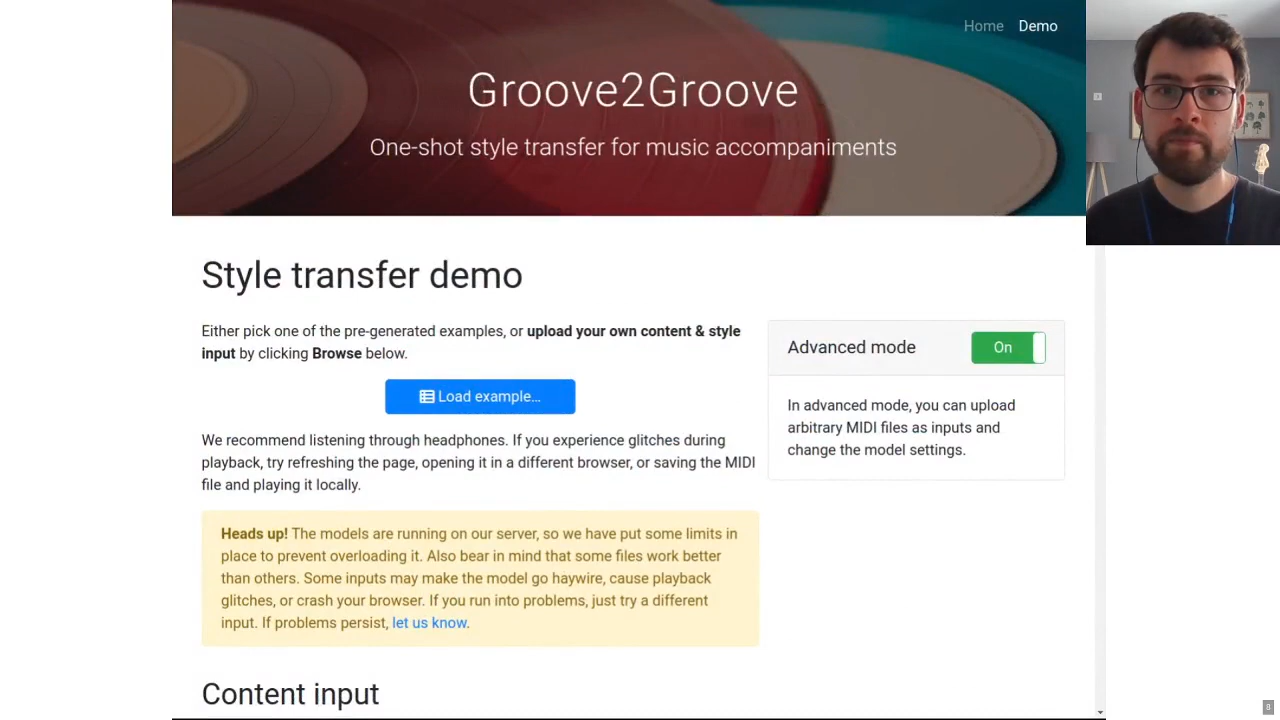 Home Demo
Groove2Groove
One-shot style transfer for music accompaniments
Style transfer demo
Either pick one of the pre-generated examples, or upload your own content & style
input by clicking Browse below.
Load example…
We recommend listening through headphones. If you experience glitches during
playback, try refreshing the page, opening it in a different browser, or saving the MIDI
file and playing it locally.
Heads up! The models are running on our server, so we have put some limits in
place to prevent overloading it. Also bear in mind that some files work better
than others. Some inputs may make the model go haywire, cause playback
glitches, or crash your browser. If you run into problems, just try a different
input. If problems persist, let us know.
Advanced mode On
In advanced mode, you can upload
arbitrary MIDI files as inputs and
change the model settings.
Content input
8